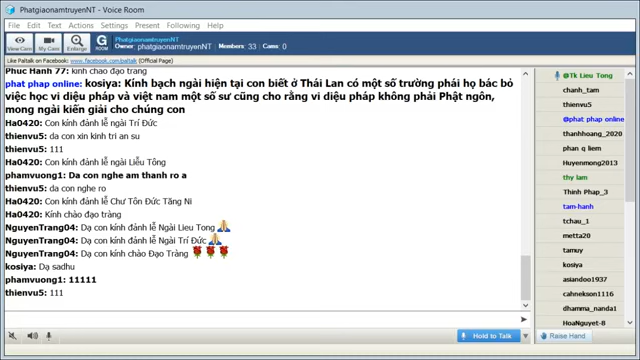 PhatgiaonamtruyenNT - Voice Room
File Edit Text Actions Settings Present Following Help
View Cams My Cam Enlarge G ROOM PhatgiaonamtruyenNT
Owner phatgiaonamtruyenNT Members 33 Cams: 0
Like Paltalk on www.facebook.com/paltalk (Official Page)
Phuc Hanh 77: kinh chào đạo trang
phat phap online: kosiya: Kính bạch ngài hiện tại con biết ở Thái Lan có một số trường phái họ bác bỏ
việc học vi diệu pháp và việt nam một số sư cũng cho rằng vi diệu pháp không phải Phật ngôn,
mong ngài kiến giải cho chúng con
Ha0420: Con kính đảnh lễ ngài Trí Đức
thienvu5: da con xin kinh tri an su
thienvu5: 111
Ha0420: Con kính đảnh lễ ngài Liễu Tông
phamvuong1: Da con nghe am thanh ro a
thienvu5: da con nghe ro
Ha0420: Con kính đảnh lễ Chư Tôn Đức Tăng Ni
Ha0420: Kính chào đạo tràng
NguyenTrang04: Dạ con kính đảnh lễ Ngài Lieu Tong
NguyenTrang04: Dạ con kính đảnh lễ Ngài Trí Đức
NguyenTrang04: Dạ con kính chào Đạo Tràng
kosiya: Dạ sadhu
phamvuong1: 11111
thienvu5: 111
Hold to Talk
@Tk Lieu Tong
chanh_tam
thienvu5
@phat phap online
thanhhoang_2020
phan q liem
Huyenmong2013
thy lam
Thinh Phap_3
tam-hanh
tchau_1
metta20
tamuy
kosiya
asiandoo1937
cahnekson1116
dhamma_nanda1
HoaNguyet-8
Raise Hand